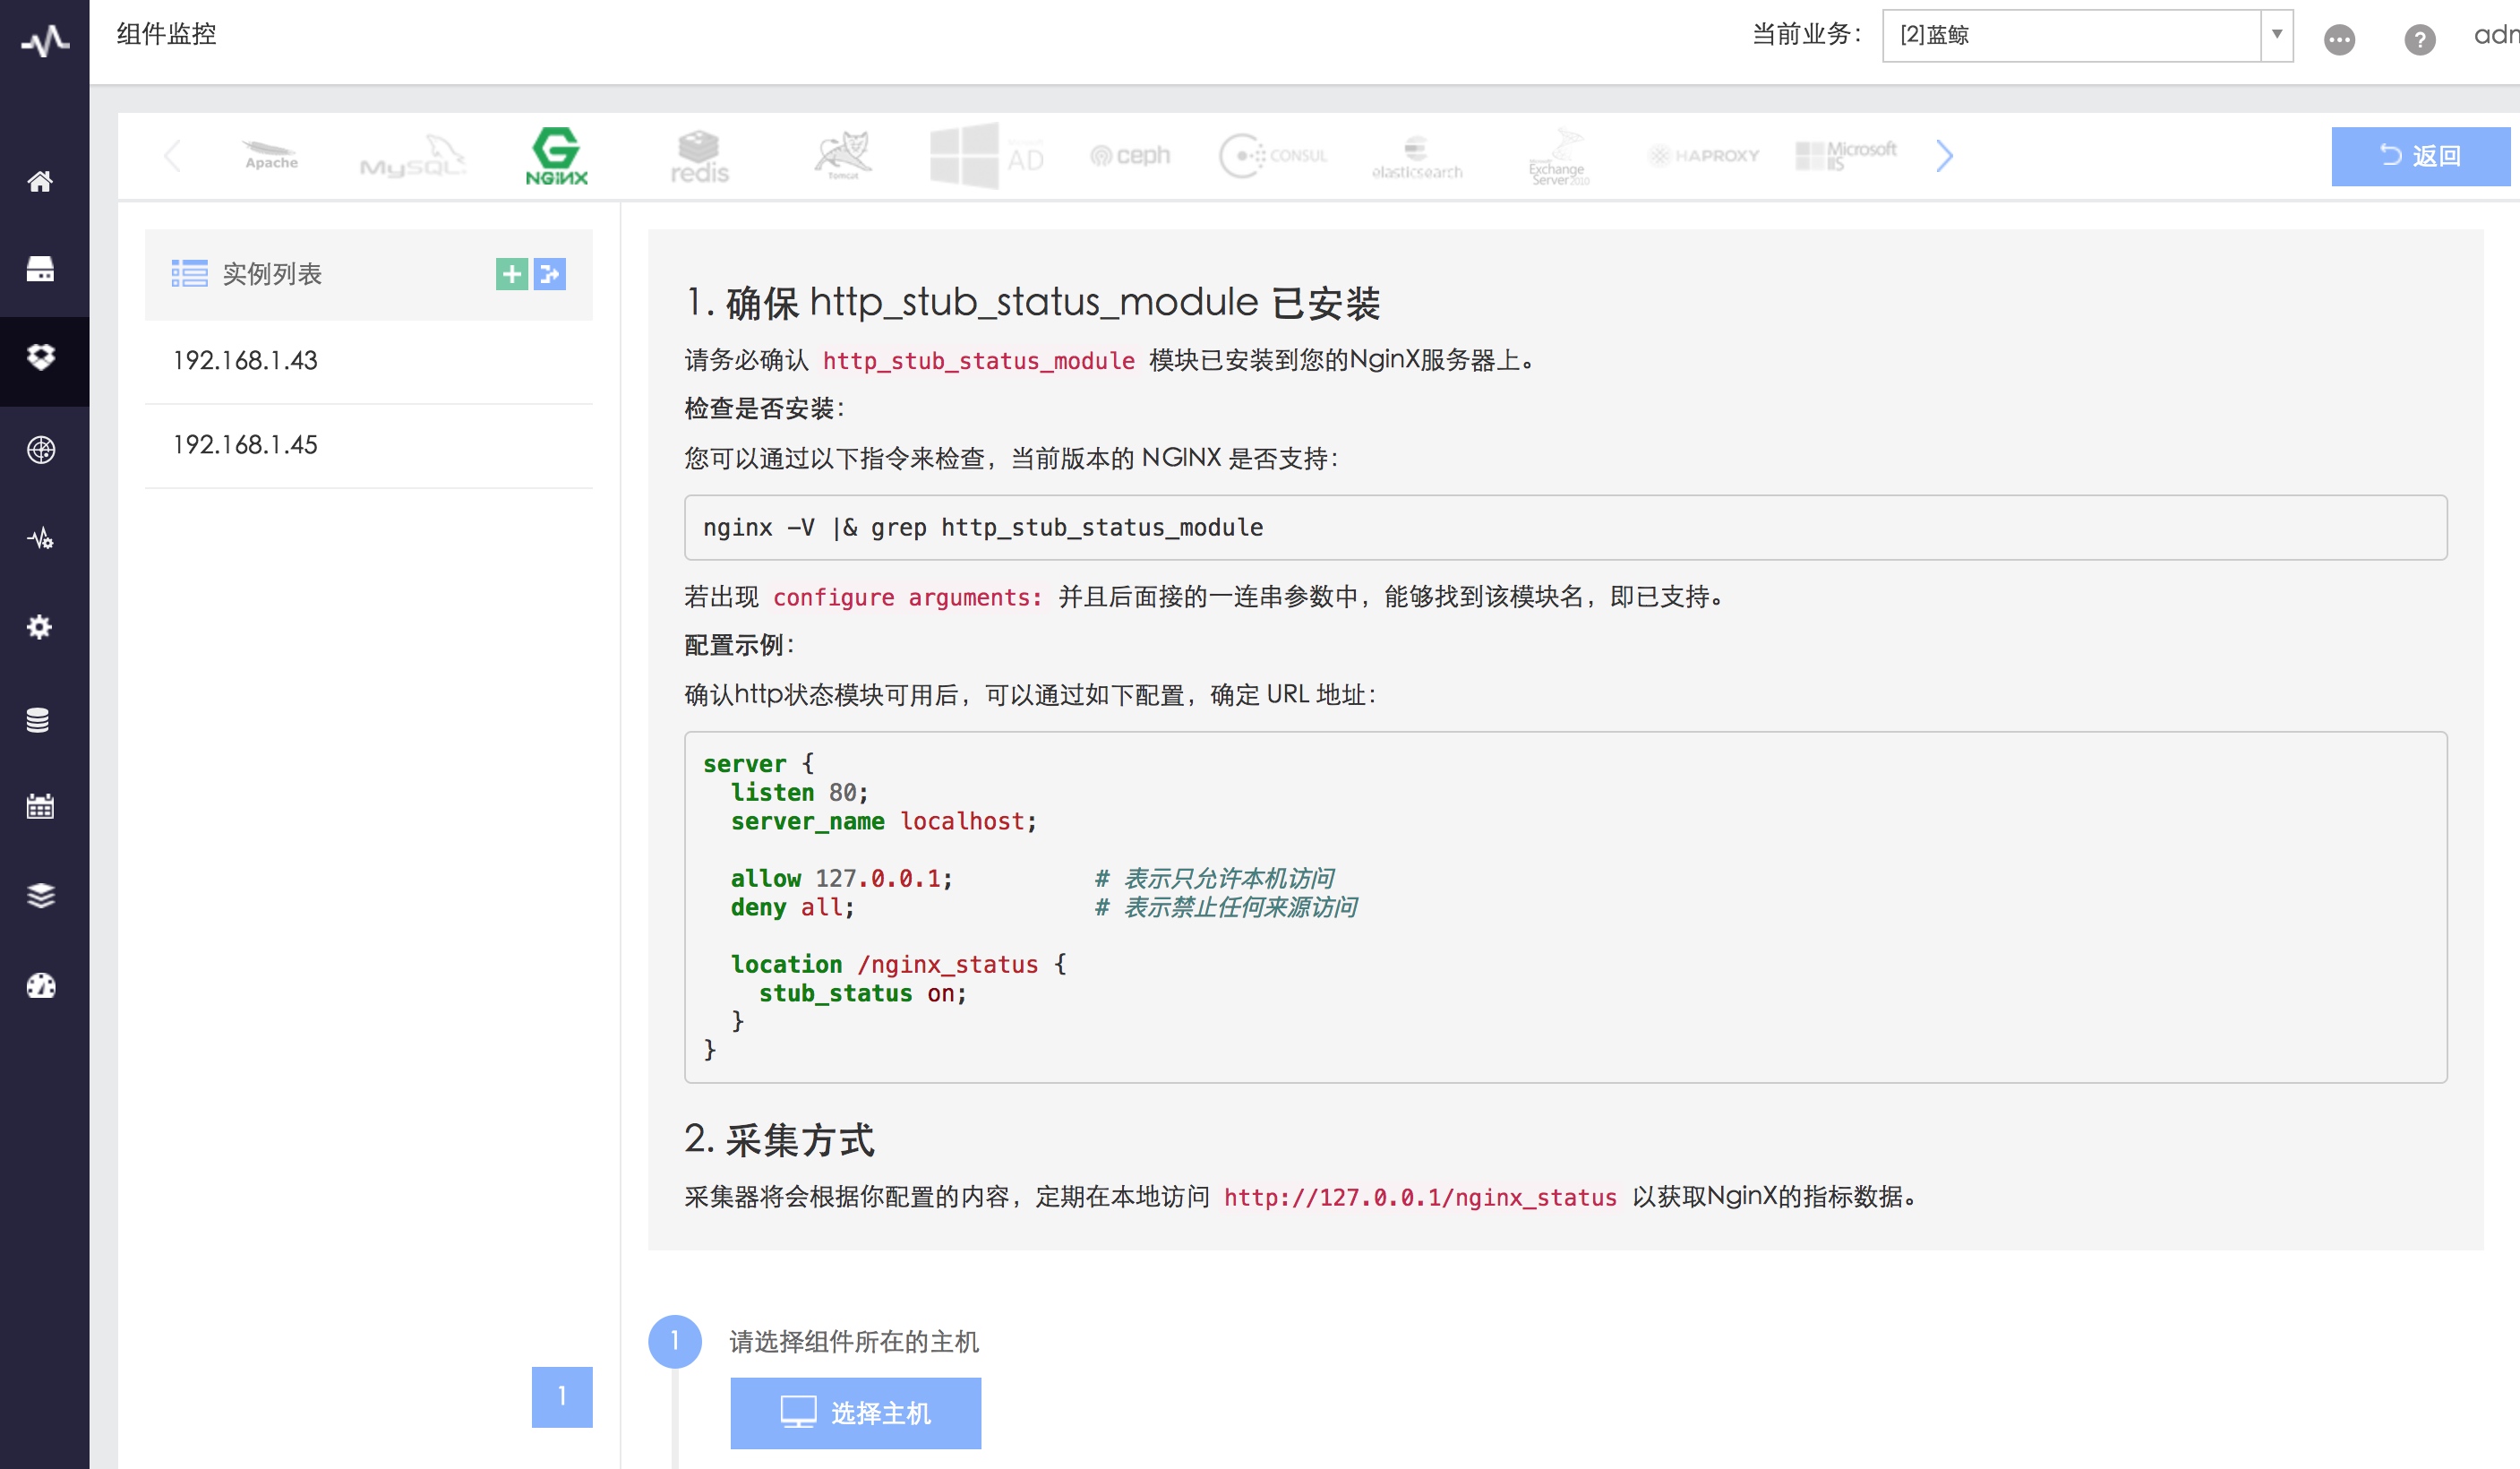 组件监控
当前业务：
[2]蓝鲸
adm
Apache
MySQL
NGINX
redis
Tomcat
AD
ceph
CONSUL
elasticsearch
Exchange
Server 2010
HAPROXY
Microsoft
IIS
返回
实例列表
192.168.1.43
192.168.1.45
1
1. 确保 http_stub_status_module 已安装
请务必确认 http_stub_status_module 模块已安装到您的NginX服务器上。
检查是否安装：
您可以通过以下指令来检查，当前版本的 NGINX 是否支持：
nginx -V |& grep http_stub_status_module
若出现 configure arguments: 并且后面接的一连串参数中，能够找到该模块名，即已支持。
配置示例：
确认http状态模块可用后，可以通过如下配置，确定 URL 地址：
server {
  listen 80;
  server_name localhost;
  allow 127.0.0.1;          # 表示只允许本机访问
  deny all;                 # 表示禁止任何来源访问
  location /nginx_status {
    stub_status on;
  }
}
2. 采集方式
采集器将会根据你配置的内容，定期在本地访问 http://127.0.0.1/nginx_status 以获取NginX的指标数据。
1
请选择组件所在的主机
选择主机